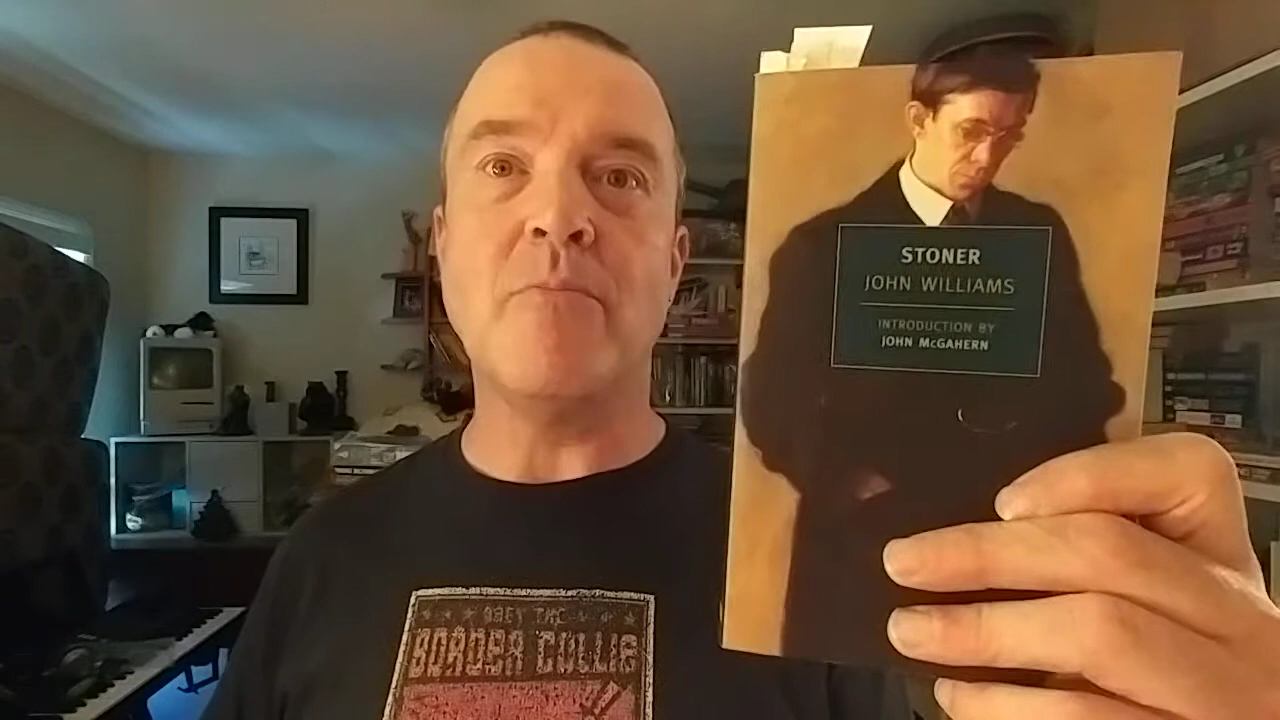 STONER
JOHN WILLIAMS
INTRODUCTION BY
JOHN McGAHERN
OBEY THE
BORDER COLLIE